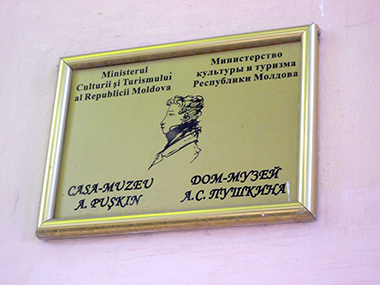 Ministerul
Culturii şi Turismului
al Republicii Moldova
Министерство
культуры и туризма
Республики Молдова
CASA-MUZEU
A. PUŞKIN
ДОМ-МУЗЕЙ
А.С. ПУШКИНА